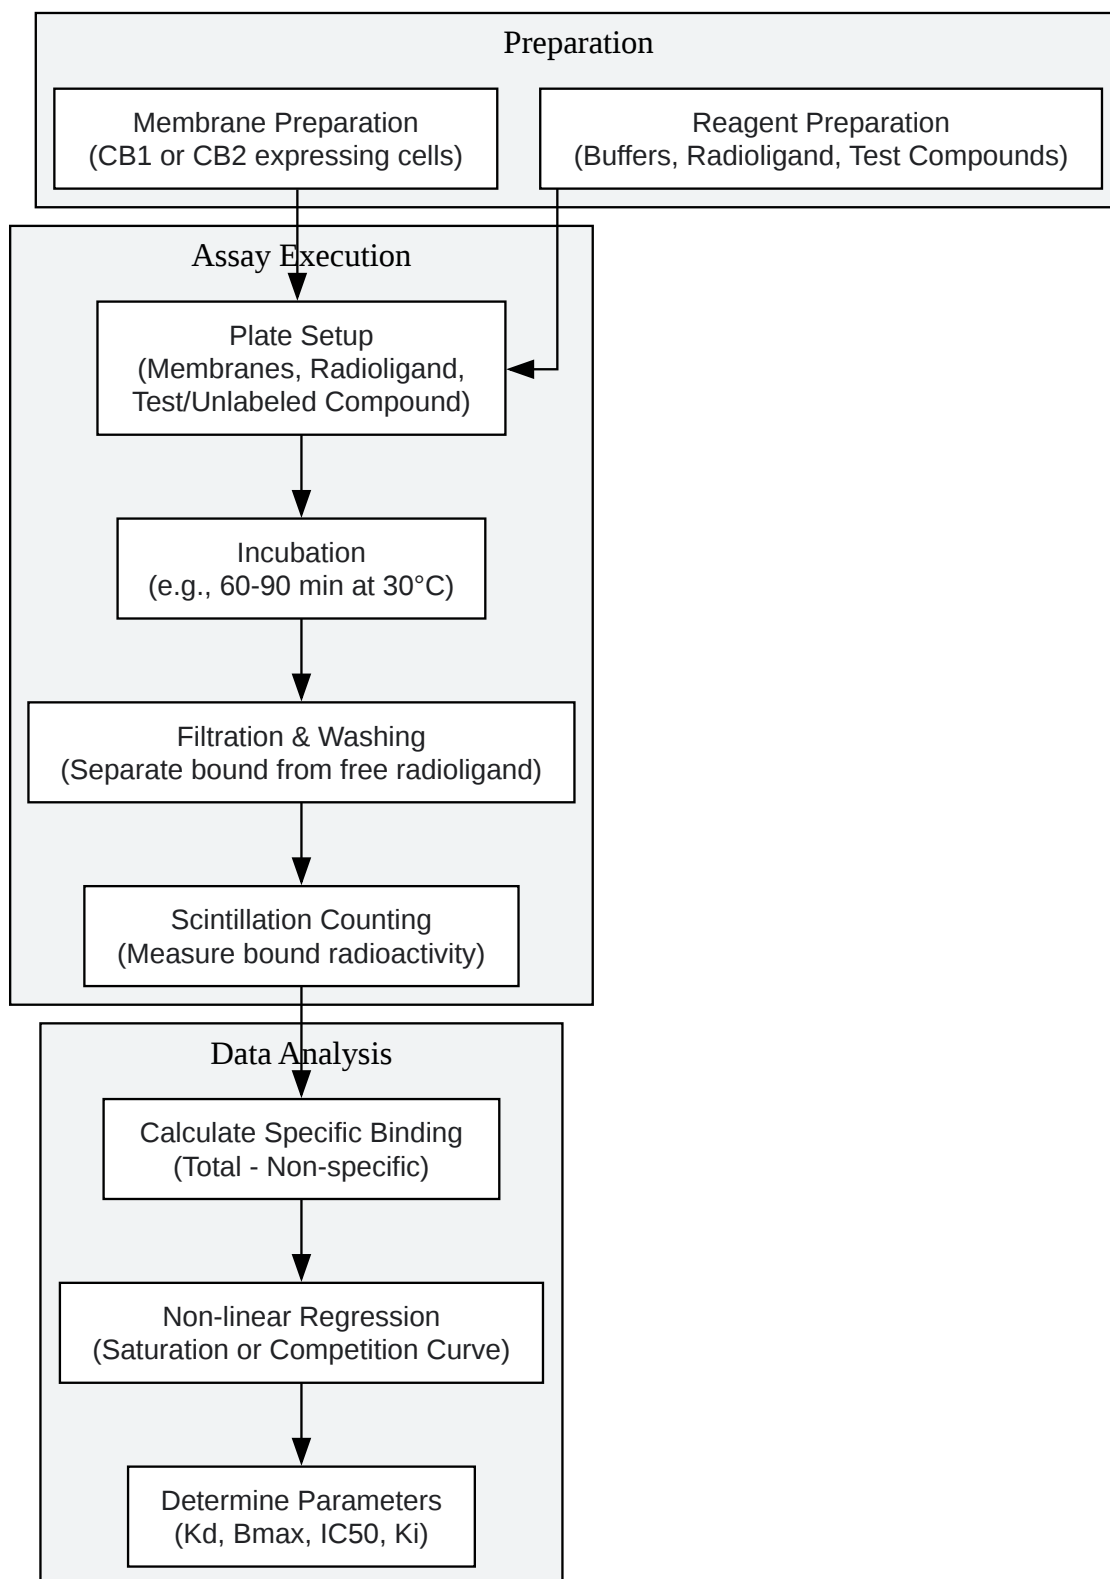 Preparation
Membrane Preparation
(CB1 or CB2 expressing cells)
Reagent Preparation
(Buffers, Radioligand, Test Compounds)
Assay Execution
Plate Setup
(Membranes, Radioligand,
Test/Unlabeled Compound)
Incubation
(e.g., 60-90 min at 30°C)
Filtration & Washing
(Separate bound from free radioligand)
Scintillation Counting
(Measure bound radioactivity)
Data Analysis
Calculate Specific Binding
(Total - Non-specific)
Non-linear Regression
(Saturation or Competition Curve)
Determine Parameters
(Kd, Bmax, IC50, Ki)